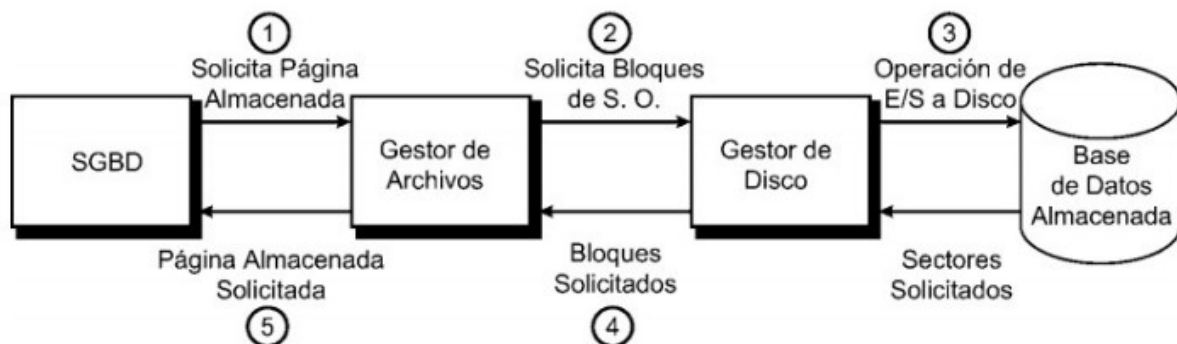 1
Solicita Página
Almacenada
2
Solicita Bloques
de S. O.
3
Operación de
E/S a Disco
SGBD
Gestor de
Archivos
Gestor de
Disco
Base
de Datos
Almacenada
Página Almacenada
Solicitada
5
Bloques
Solicitados
4
Sectores
Solicitados